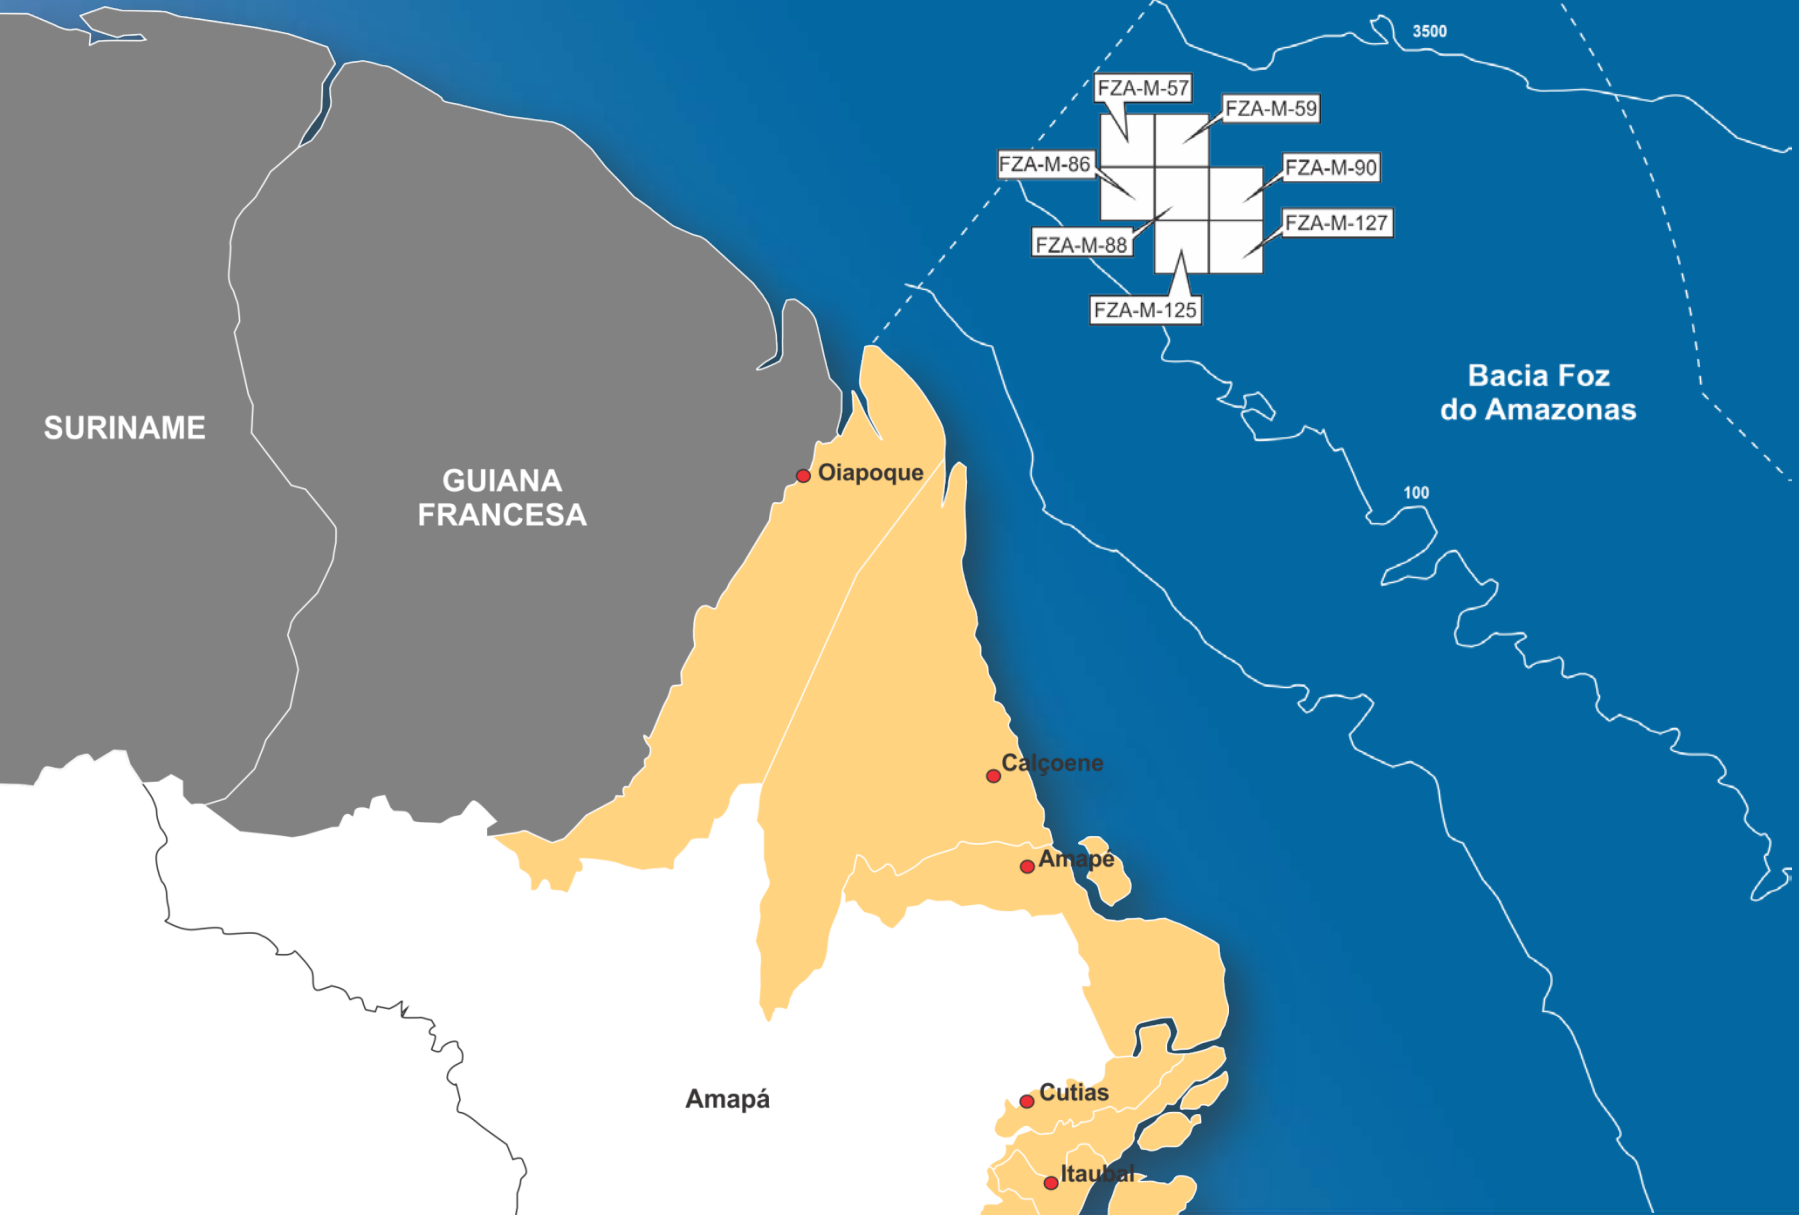 3500
FZA-M-57
FZA-M-59
FZA-M-86
FZA-M-90
FZA-M-127
FZA-M-88
FZA-M-125
Bacia Foz
do Amazonas
SURINAME
GUIANA
FRANCESA
Oiapoque
100
Calçoene
Amape
Amapá
Cutias
Itaubal